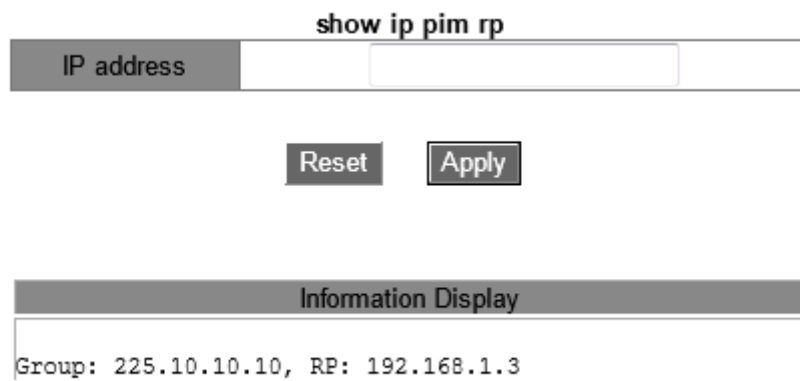 show ip pim rp
IP address
Reset Apply
Information Display
Group: 225.10.10.10, RP: 192.168.1.3